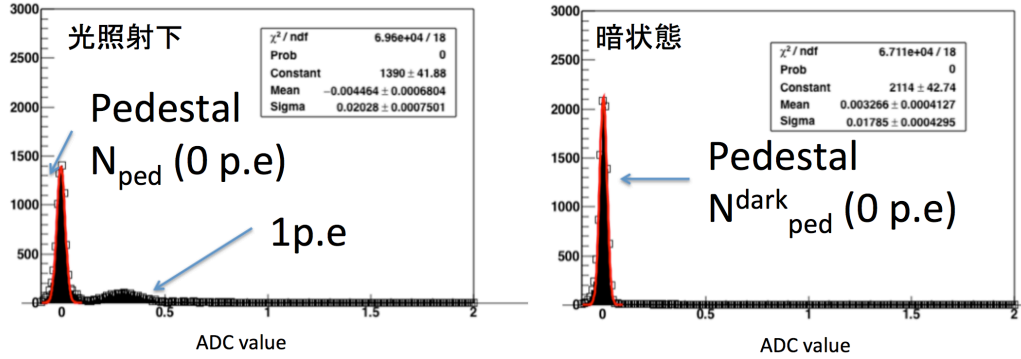 光照射下
χ² / ndf 6.96e+04 / 18
Prob 0
Constant 1390 ± 41.88
Mean -0.004464 ± 0.0006804
Sigma 0.02028 ± 0.0007501
3000
2500
2000
1500
1000
500
0
Pedestal
Nped (0 p.e)
1p.e
0 0.5 1 1.5 2
ADC value
暗状態
χ² / ndf 6.711e+04 / 18
Prob 0
Constant 2114 ± 42.74
Mean 0.003266 ± 0.0004127
Sigma 0.01785 ± 0.0004295
3000
2500
2000
1500
1000
500
0
Pedestal
Ndarkped (0 p.e)
0 0.5 1 1.5 2
ADC value